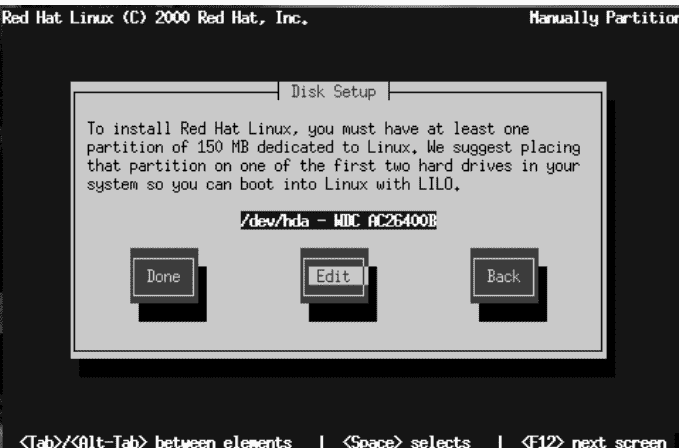 Red Hat Linux (C) 2000 Red Hat, Inc. Manually Partition
Disk Setup
To install Red Hat Linux, you must have at least one
partition of 150 MB dedicated to Linux. We suggest placing
that partition on one of the first two hard drives in your
system so you can boot into Linux with LILO.
/dev/hda - WDC AC26400B
Done Edit Back
<Tab>/<Alt-Tab> between elements | <Space> selects | <F12> next screen